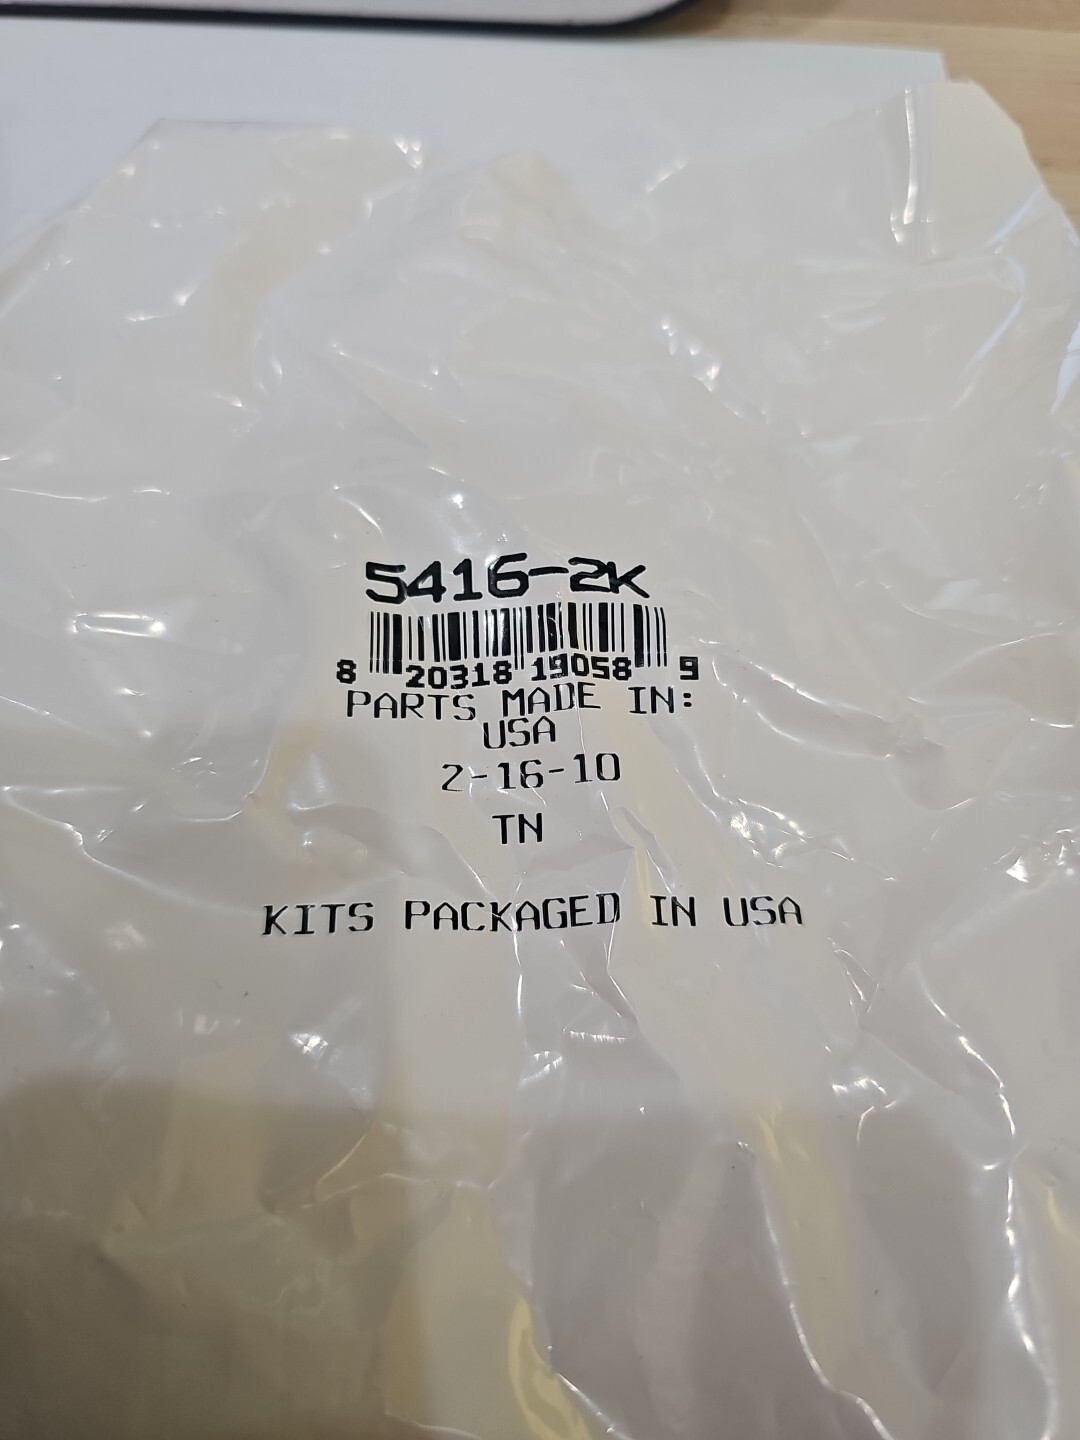 5416-2K
8 20318 19058 9
PARTS MADE IN:
USA
2-16-10
TN
KITS PACKAGED IN USA